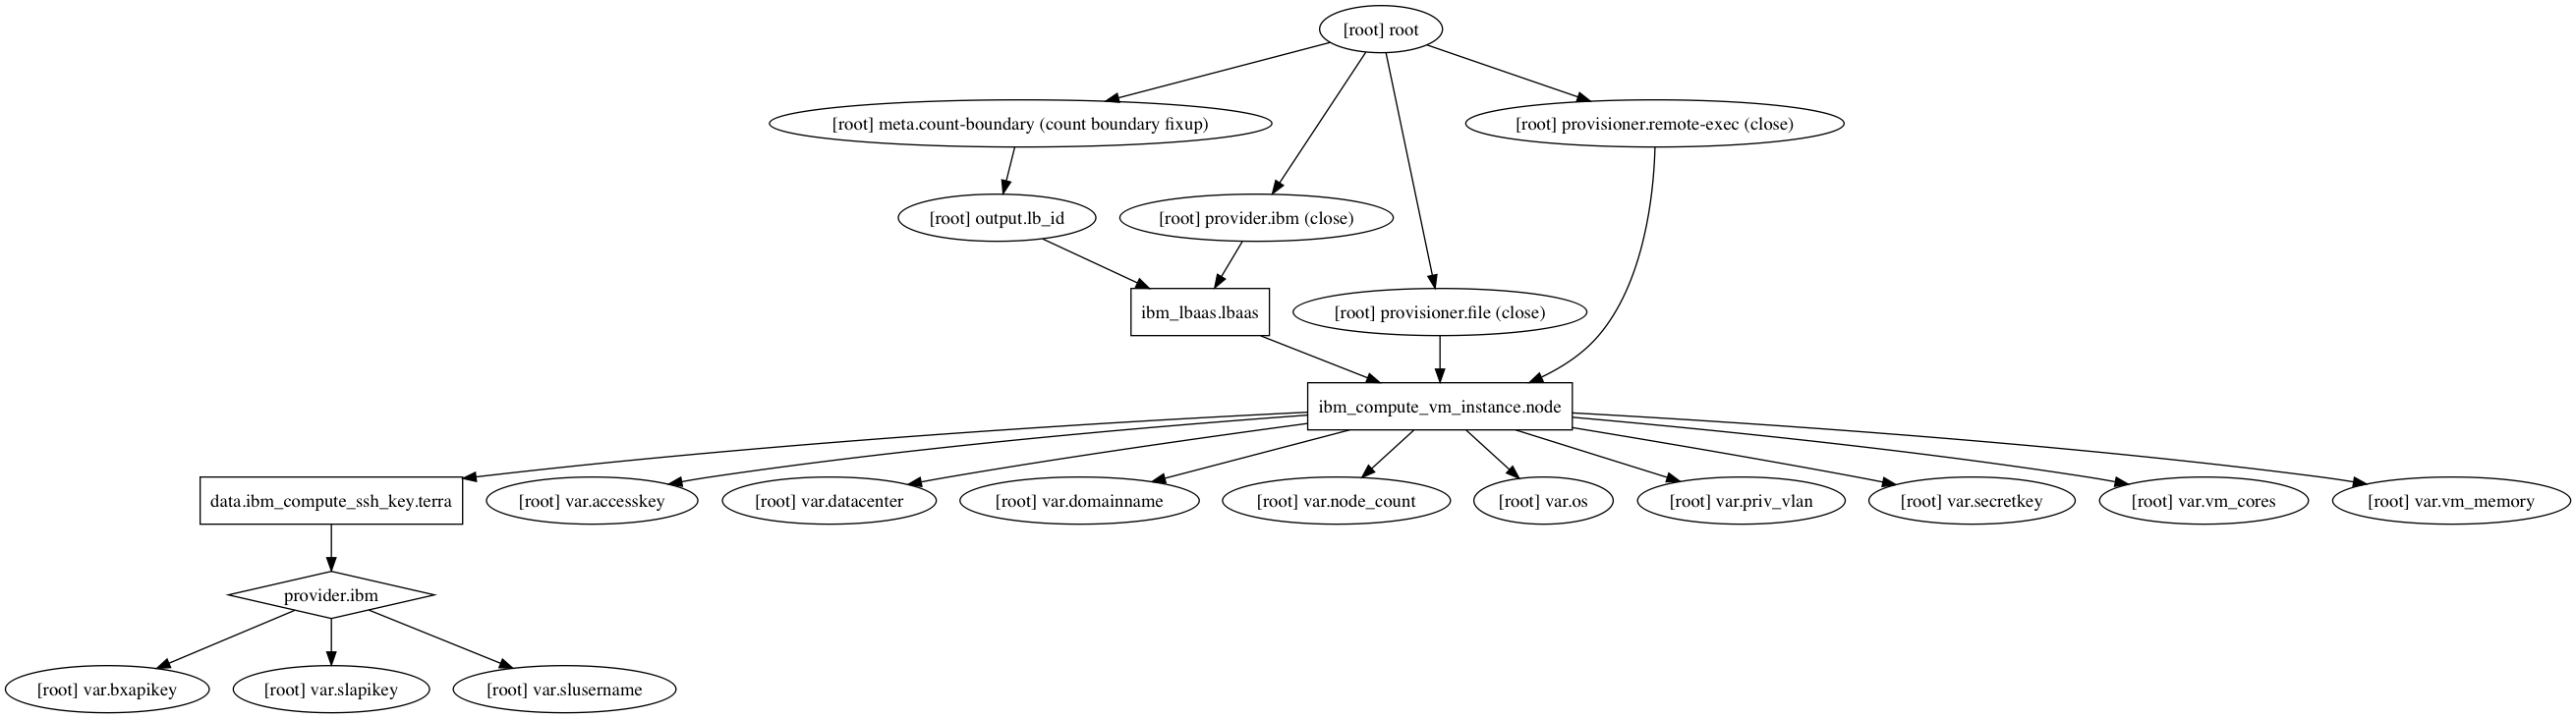 [root] root
[root] meta.count-boundary (count boundary fixup)
[root] provisioner.remote-exec (close)
[root] output.lb_id
[root] provider.ibm (close)
ibm_lbaas.lbaas
[root] provisioner.file (close)
ibm_compute_vm_instance.node
data.ibm_compute_ssh_key.terra
[root] var.accesskey
[root] var.datacenter
[root] var.domainname
[root] var.node_count
[root] var.os
[root] var.priv_vlan
[root] var.secretkey
[root] var.vm_cores
[root] var.vm_memory
provider.ibm
[root] var.bxapikey
[root] var.slapikey
[root] var.slusername